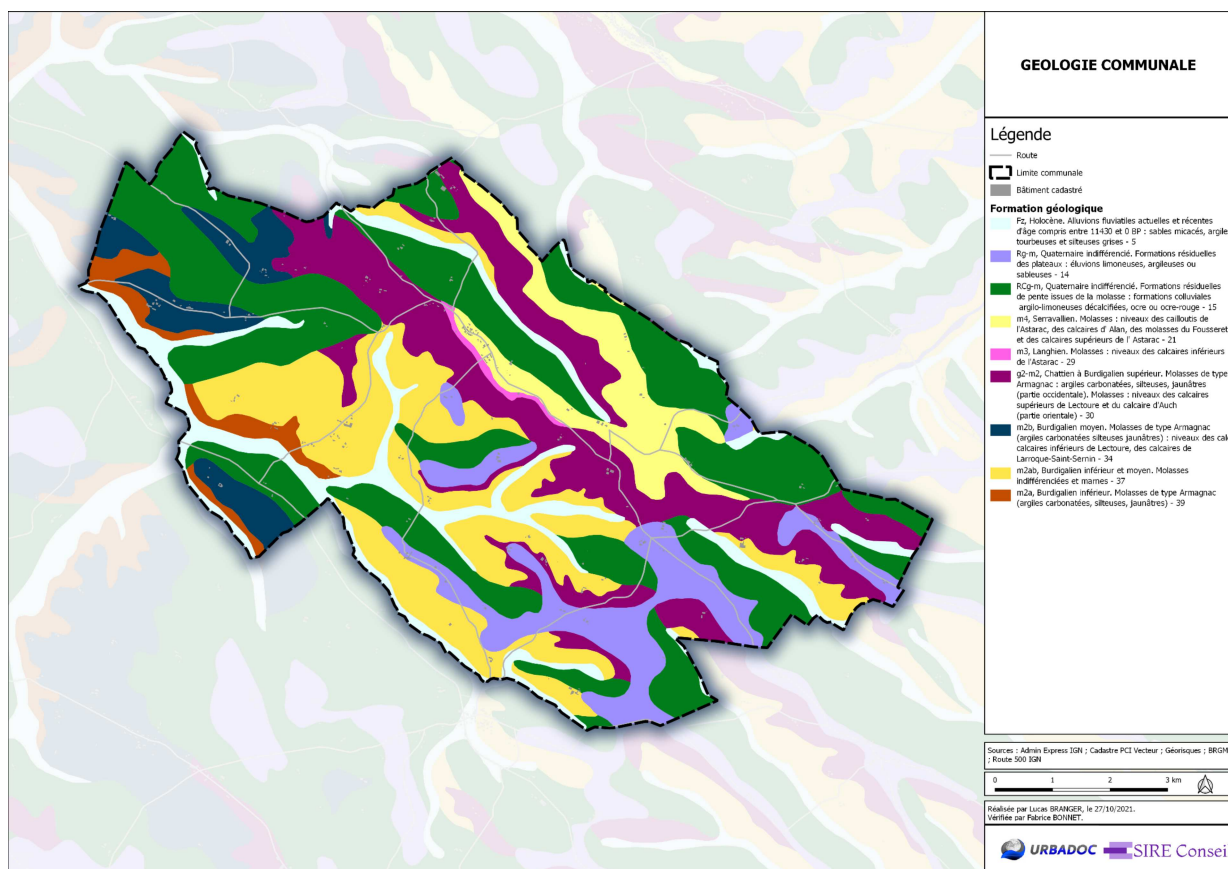 GEOLOGIE COMMUNALE
Légende
Route
Limite communale
Bâtiment cadastré
Formation géologique
Fz, Holocène. Alluvions fluviatiles actuelles et récentes
d'âge compris entre 11430 et 0 BP : sables micacés, argile
tourbeuses et silteuses grises - 5
Rg-m, Quaternaire indifférencié. Formations résiduelles
des plateaux : éluvions limoneuses, argileuses ou
sableuses - 14
RCg-m, Quaternaire indifférencié. Formations résiduelles
de pente issues de la molasse : formations colluviales
argilo-limoneuses décalcifiées, ocre ou ocre-rouge - 15
m4, Serravallien. Molasses : niveaux des cailloutis de
l'Astarac, des calcaires d' Alan, des molasses du Fousseret
et des calcaires supérieurs de l' Astarac - 21
m3, Langhien. Molasses : niveaux des calcaires inférieurs
de l'Astarac - 29
g2-m2, Chattien à Burdigalien supérieur. Molasses de type
Armagnac : argiles carbonatées, silteuses, jaunâtres
(partie occidentale). Molasses : niveaux des calcaires
supérieurs de Lectoure et du calcaire d'Auch
(partie orientale) - 30
m2b, Burdigalien moyen. Molasses de type Armagnac
(argiles carbonatées silteuses jaunâtres) : niveaux des cal
calcaires inférieurs de Lectoure, des calcaires de
Larroque-Saint-Sernin - 34
m2ab, Burdigalien inférieur et moyen. Molasses
indifférenciées et marnes - 37
m2a, Burdigalien inférieur. Molasses de type Armagnac
(argiles carbonatées, silteuses, jaunâtres) - 39
Sources : Admin Express IGN ; Cadastre PCI Vecteur ; Géorisques ; BRGM
; Route 500 IGN
0 1 2 3 km
Réalisée par Lucas BRANGER, le 27/10/2021.
Vérifiée par Fabrice BONNET.
URBADOC SIRE Conseil